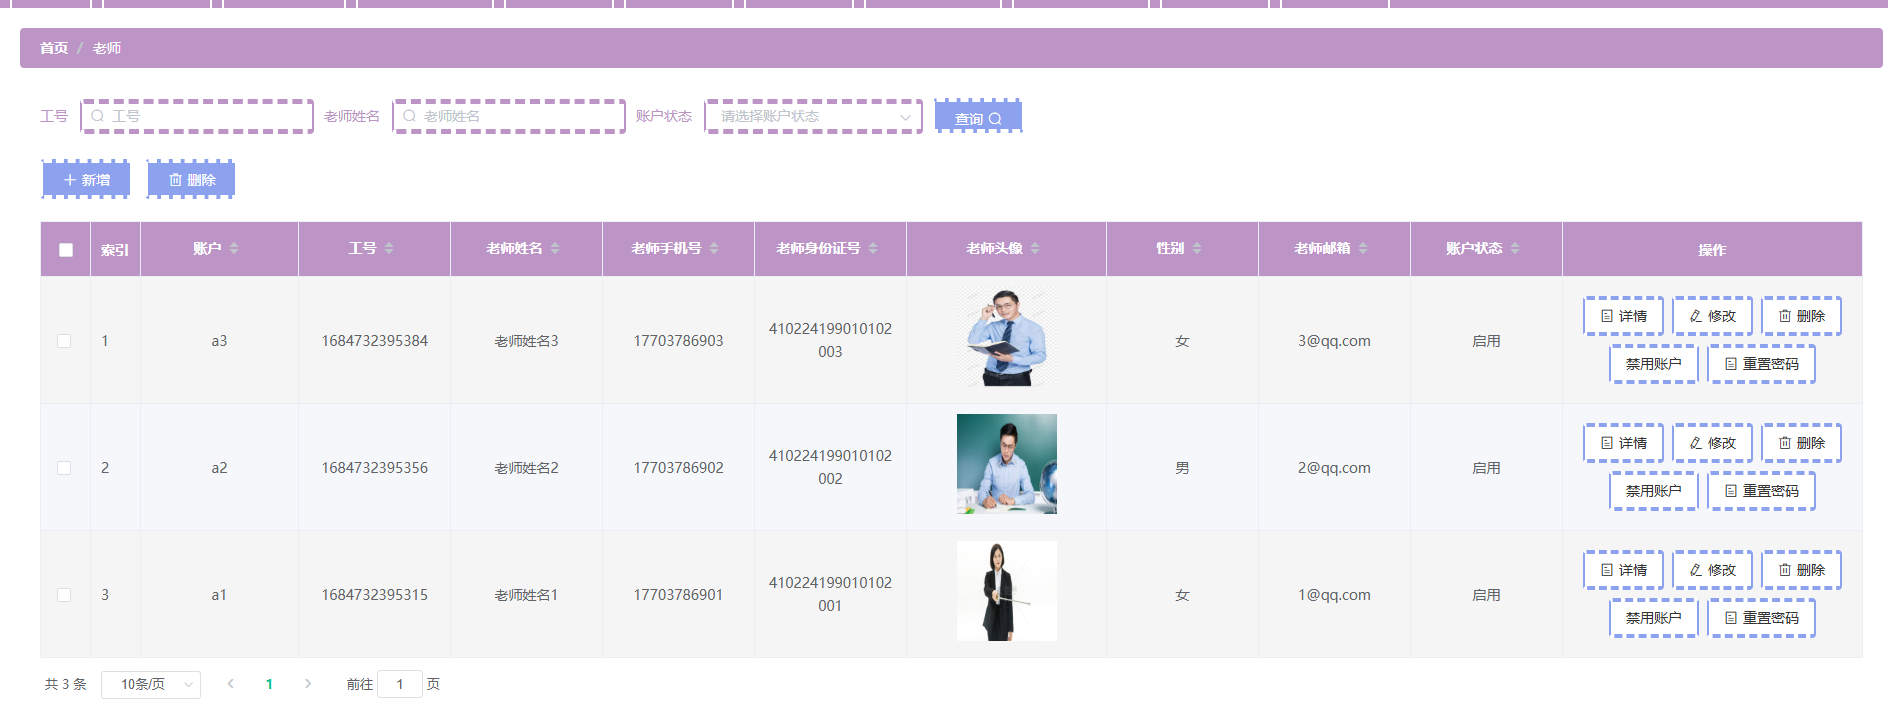 首页 / 老师
工号 工号 老师姓名 老师姓名 账户状态 请选择账户状态 查询
新增 删除
索引 账户 工号 老师姓名 老师手机号 老师身份证号 老师头像 性别 老师邮箱 账户状态 操作
1 a3 1684732395384 老师姓名3 17703786903 410224199010102003 女 3@qq.com 启用 详情 修改 删除
禁用账户 重置密码
2 a2 1684732395356 老师姓名2 17703786902 410224199010102002 男 2@qq.com 启用 详情 修改 删除
禁用账户 重置密码
3 a1 1684732395315 老师姓名1 17703786901 410224199010102001 女 1@qq.com 启用 详情 修改 删除
禁用账户 重置密码
共 3 条 10条/页 1 前往 1 页